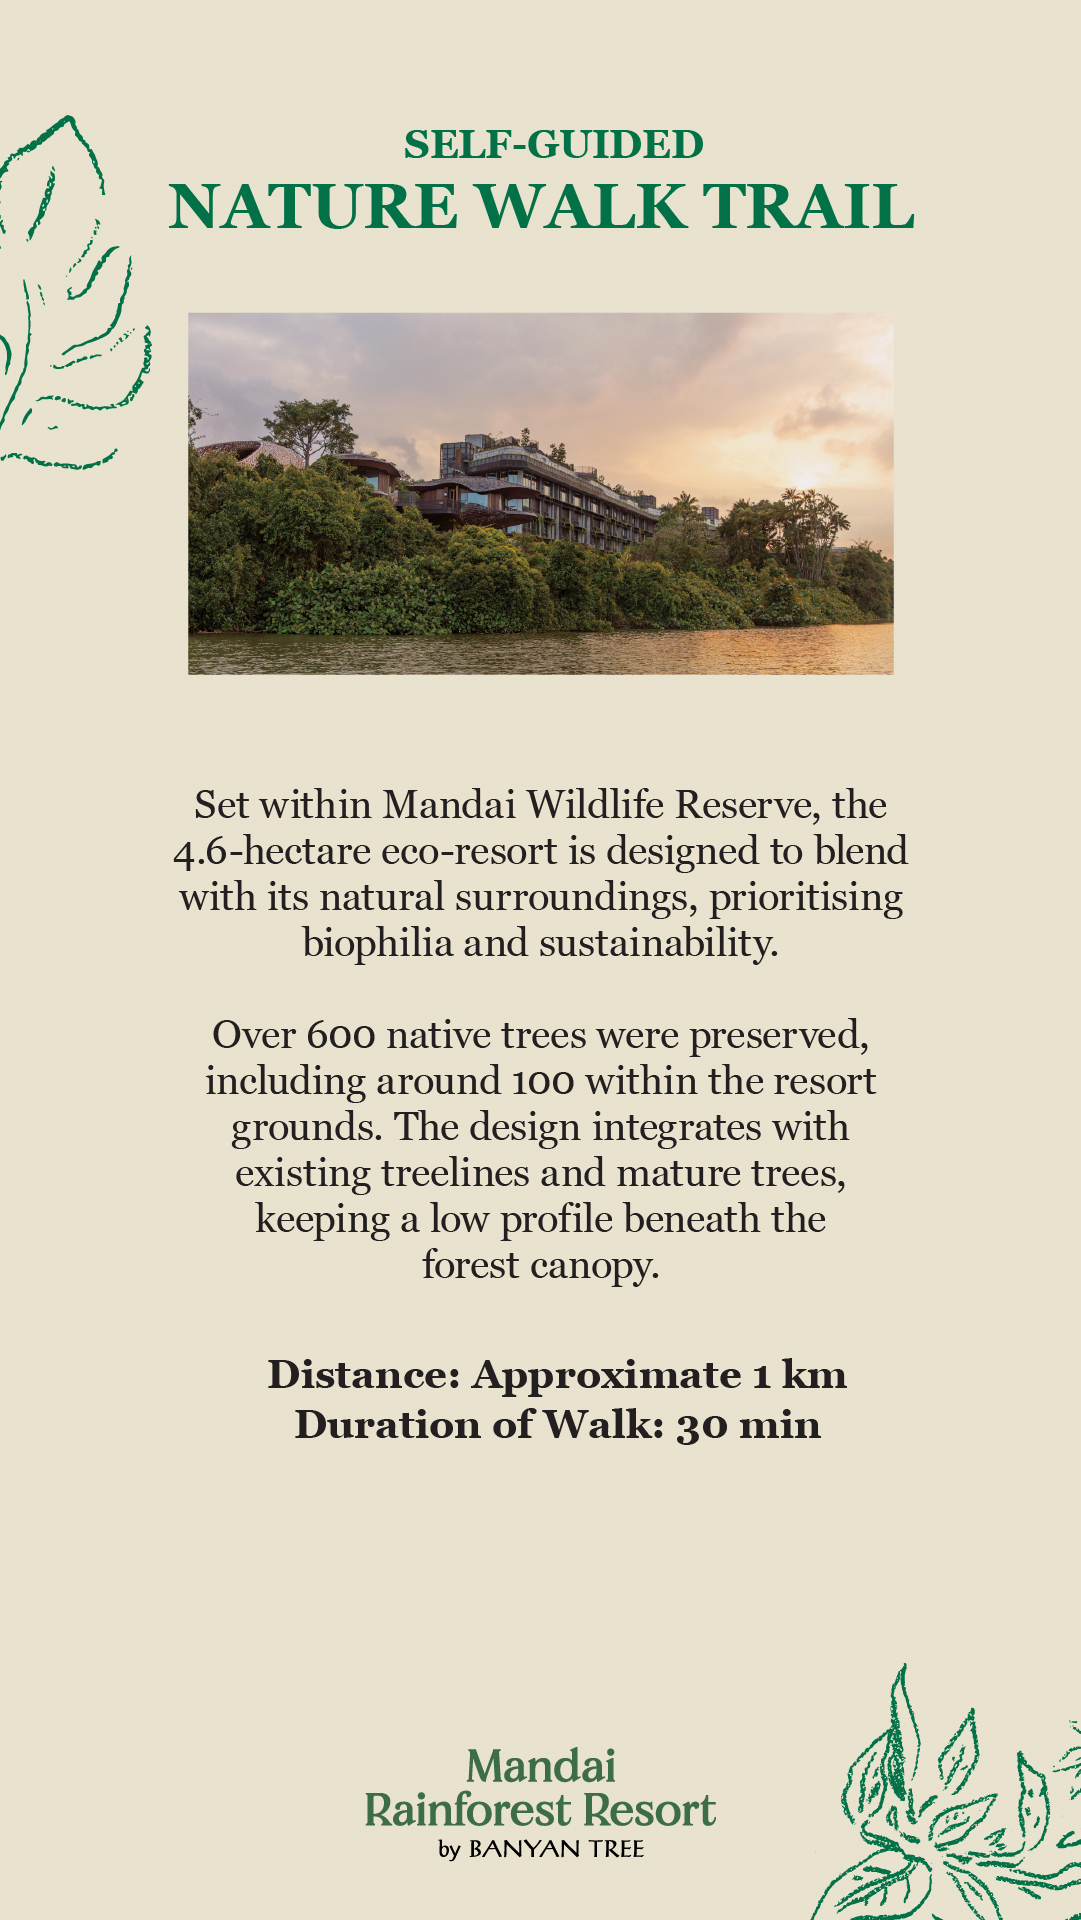 SELF-GUIDED
NATURE WALK TRAIL
Set within Mandai Wildlife Reserve, the
4.6-hectare eco-resort is designed to blend
with its natural surroundings, prioritising
biophilia and sustainability.
Over 600 native trees were preserved,
including around 100 within the resort
grounds. The design integrates with
existing treelines and mature trees,
keeping a low profile beneath the
forest canopy.
Distance: Approximate 1 km
Duration of Walk: 30 min
Mandai
Rainforest Resort
by BANYAN TREE